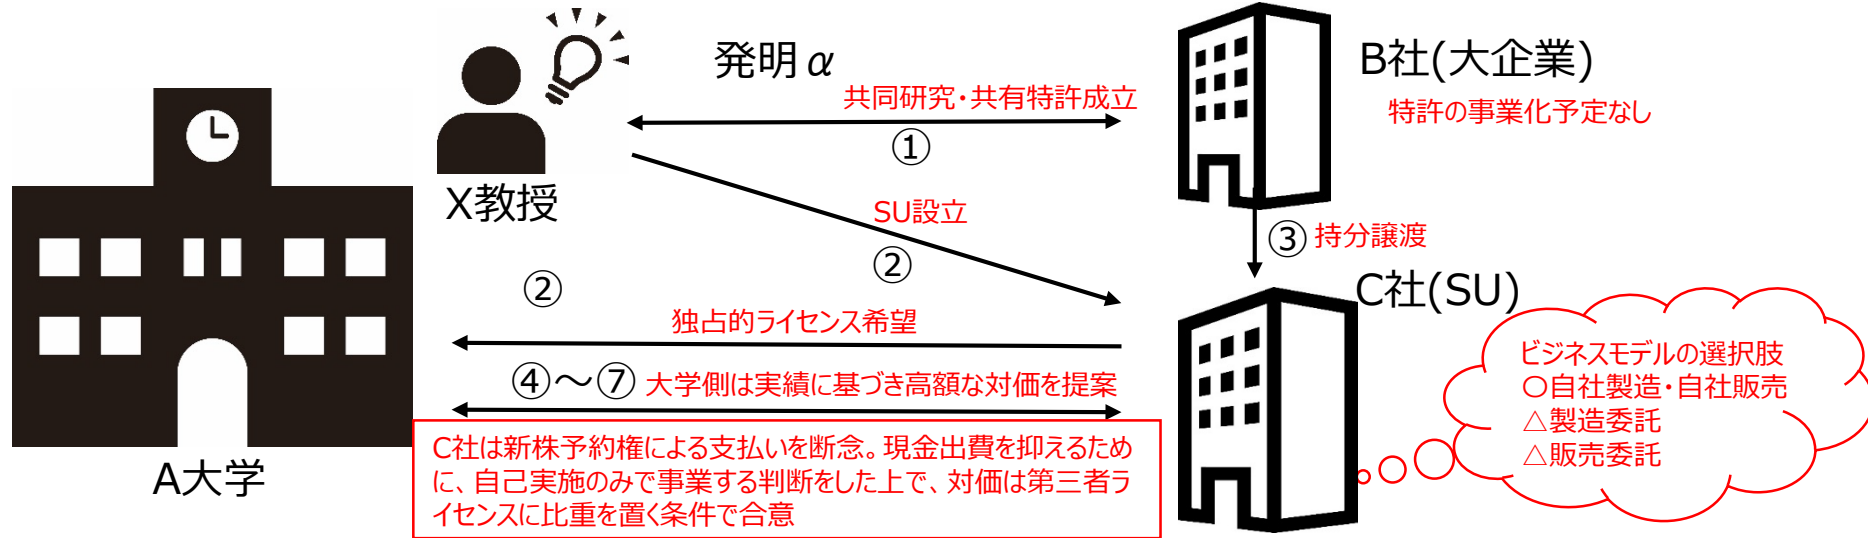 発明α
B社(大企業)
共同研究・共有特許成立
特許の事業化予定なし
①
X教授
SU設立
②
③
持分譲渡
②
C社(SU)
独占的ライセンス希望
④～⑦
大学側は実績に基づき高額な対価を提案
ビジネスモデルの選択肢
〇自社製造・自社販売
△製造委託
△販売委託
C社は新株予約権による支払いを断念。現金出費を抑えるため
に、自己実施のみで事業する判断をした上で、対価は第三者ラ
イセンスに比重を置く条件で合意
A大学